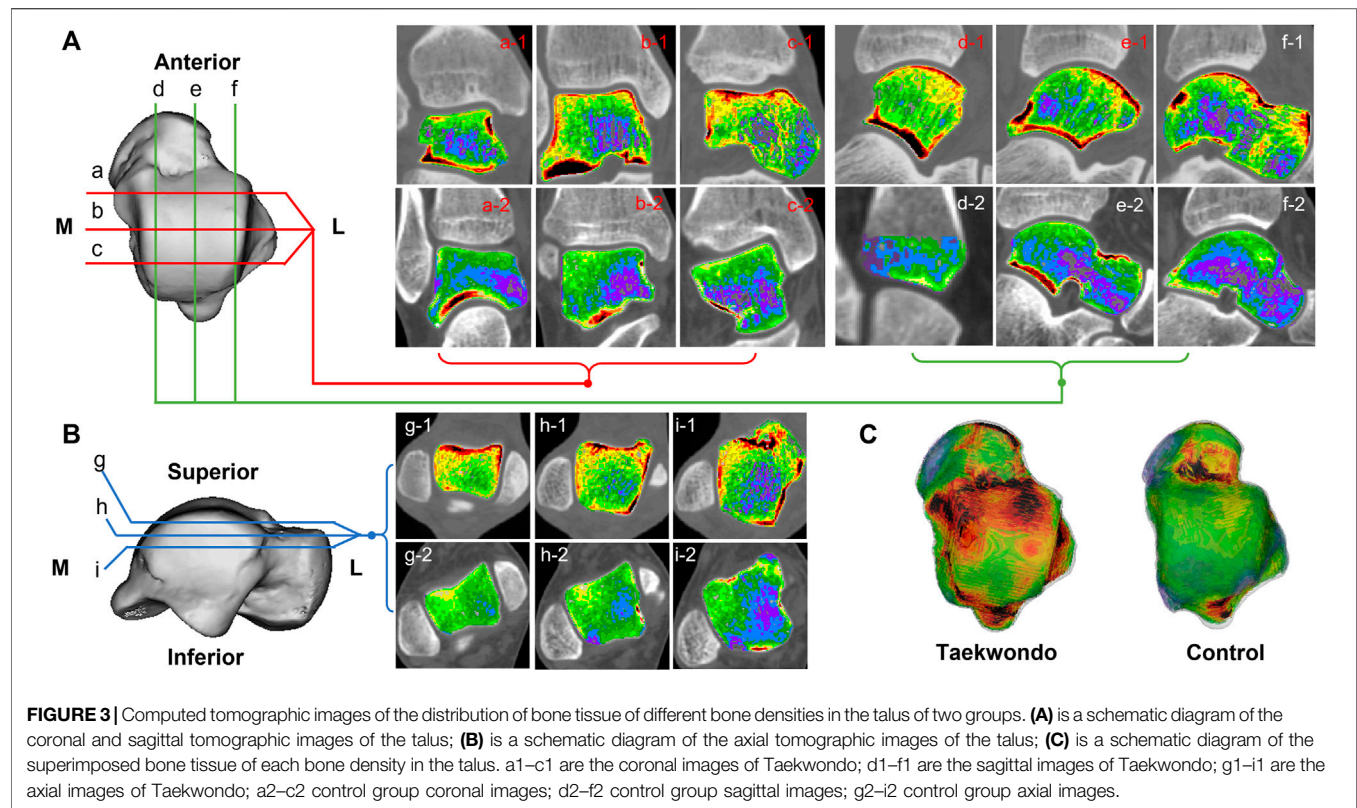 A
Anterior
d e f
a
b
M L
c
a-1 b-1 c-1 d-1 e-1 f-1
a-2 b-2 c-2 d-2 e-2 f-2
B
g
Superior
h
M i L
Inferior
g-1 h-1 i-1
g-2 h-2 i-2
C
Taekwondo Control
FIGURE 3 | Computed tomographic images of the distribution of bone tissue of different bone densities in the talus of two groups. (A) is a schematic diagram of the
coronal and sagittal tomographic images of the talus; (B) is a schematic diagram of the axial tomographic images of the talus; (C) is a schematic diagram of the
superimposed bone tissue of each bone density in the talus. a1–c1 are the coronal images of Taekwondo; d1–f1 are the sagittal images of Taekwondo; g1–i1 are the
axial images of Taekwondo; a2–c2 control group coronal images; d2–f2 control group sagittal images; g2–i2 control group axial images.